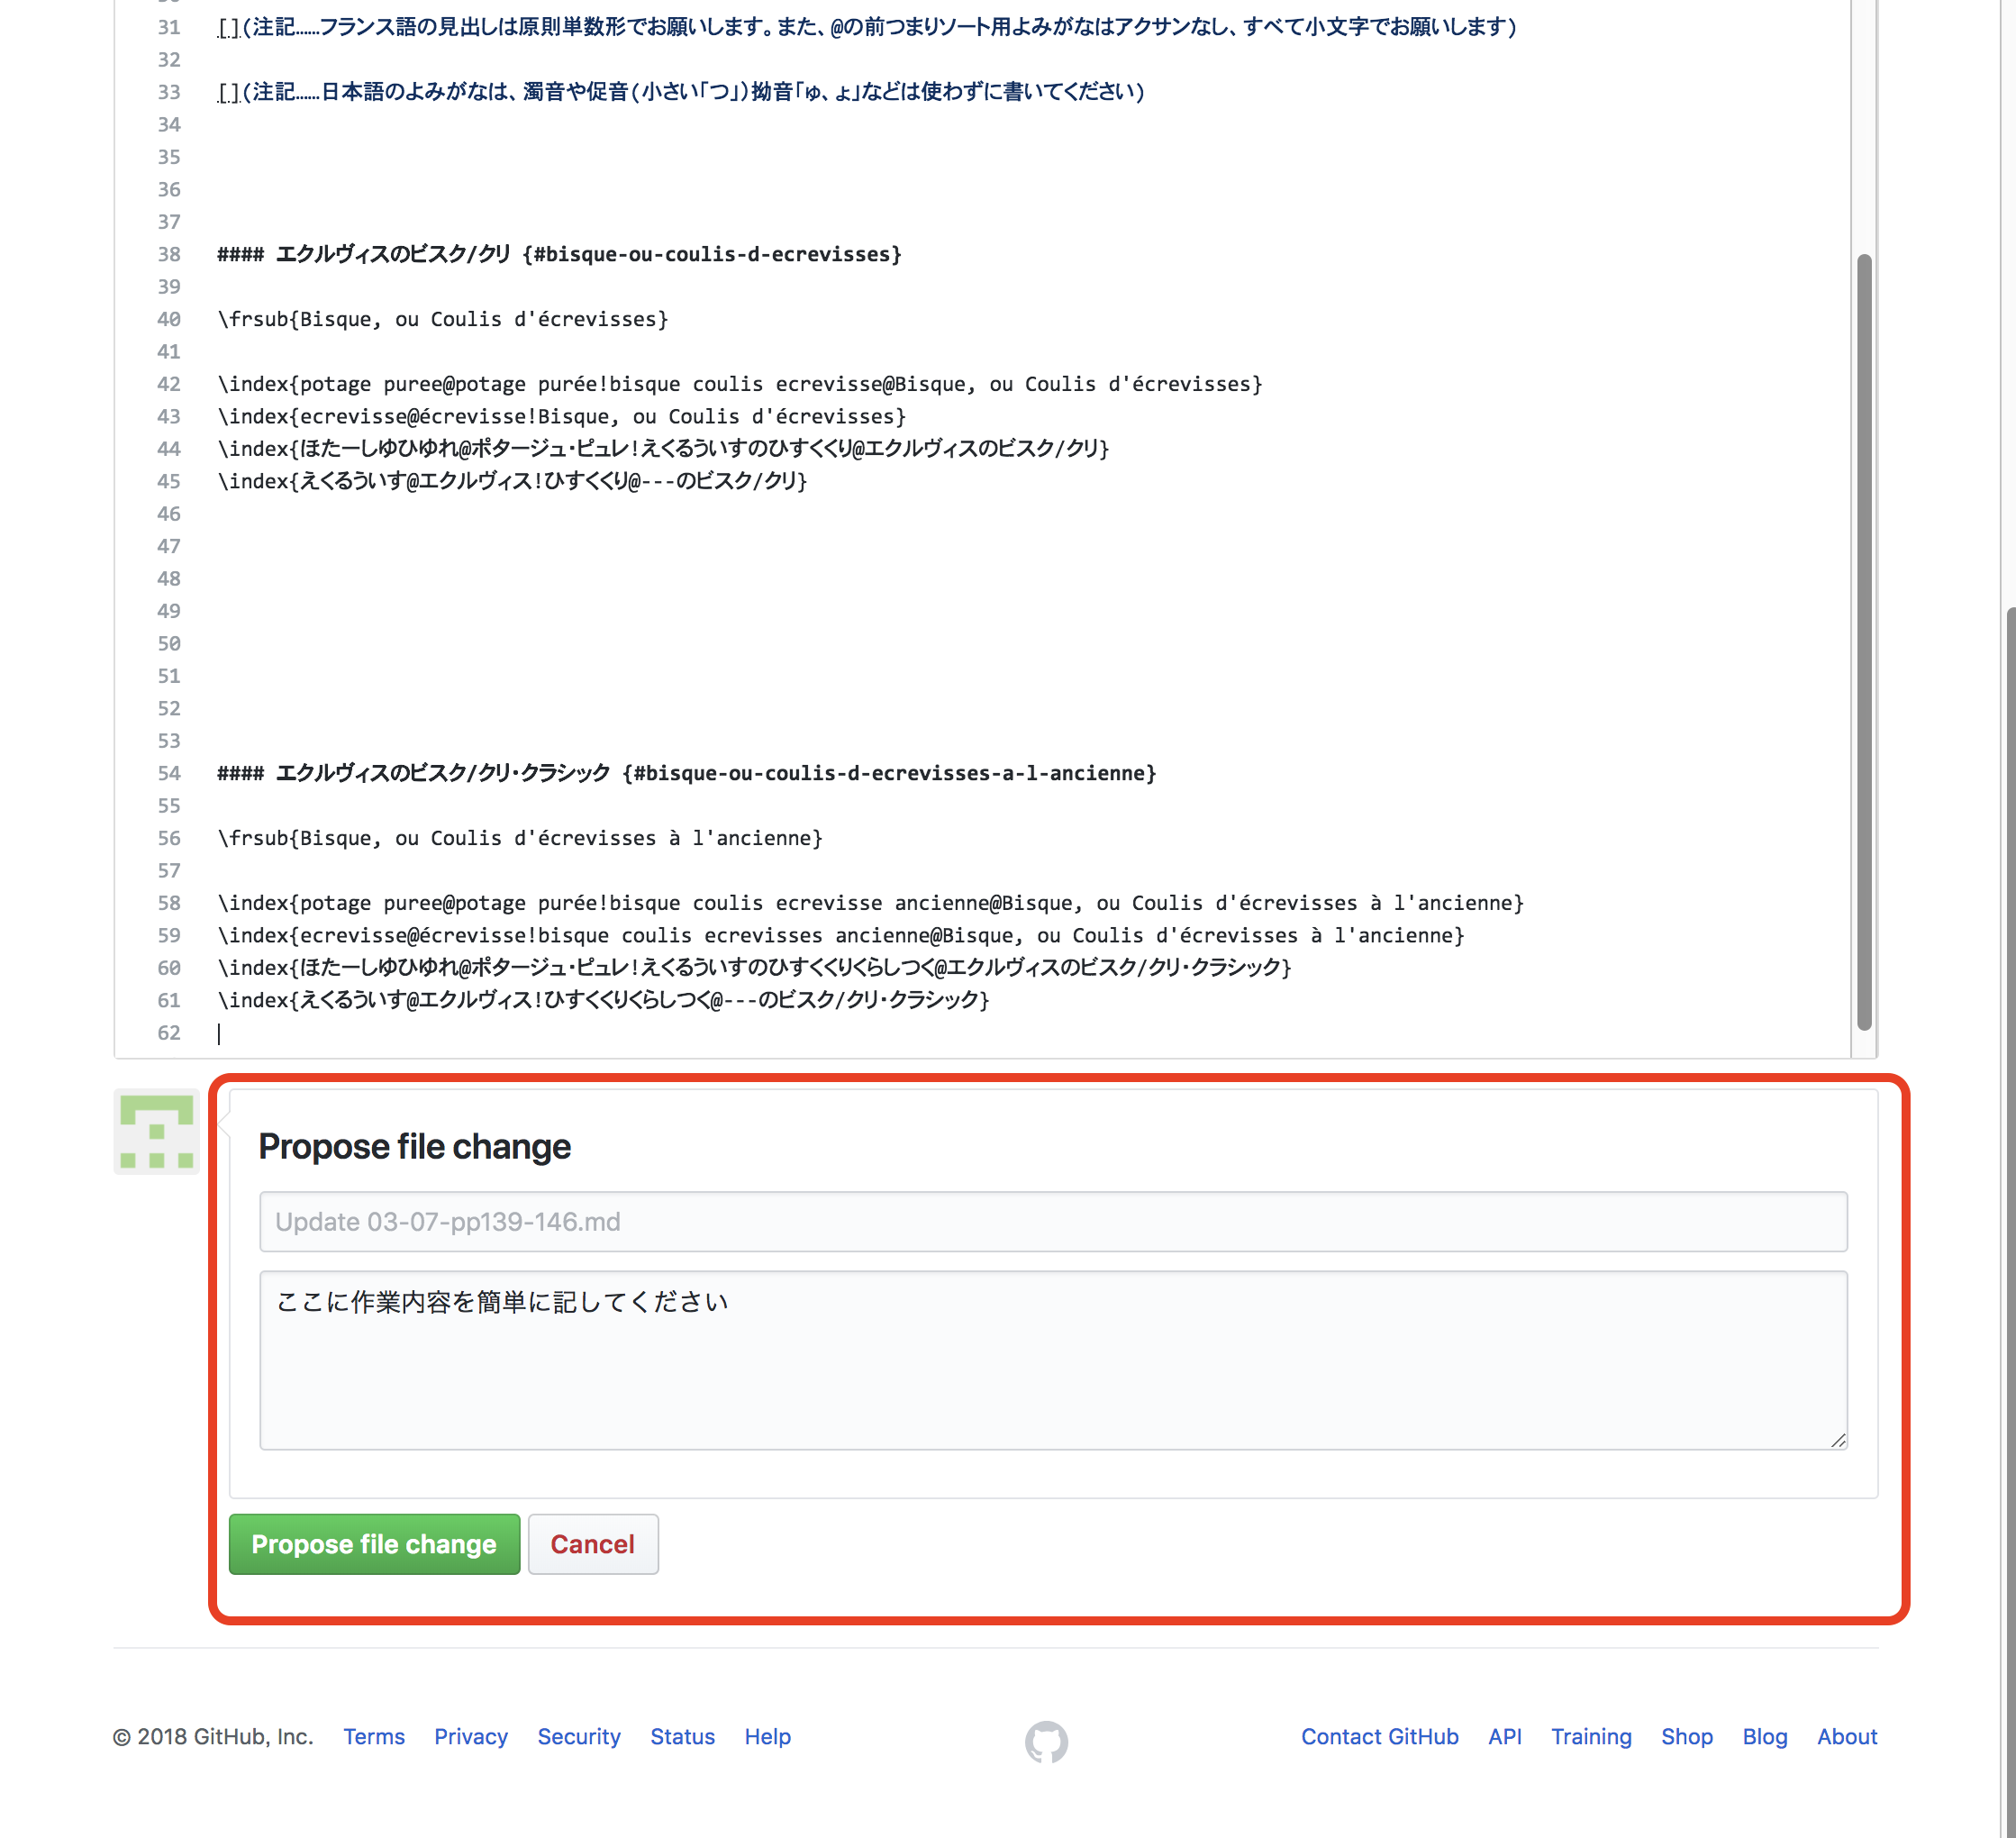 31 [](注記……フランス語の見出しは原則単数形でお願いします。また、@の前つまりソート用よみがなはアクサンなし、すべて小文字でお願いします)
32
33 [](注記……日本語のよみがなは、濁音や促音(小さい「つ」)拗音「ゅ、ょ」などは使わずに書いてください)
34
35
36
37
38 #### エクルヴィスのビスク/クリ {#bisque-ou-coulis-d-ecrevisses}
39
40 \frsub{Bisque, ou Coulis d'écrevisses}
41
42 \index{potage puree@potage purée!bisque coulis ecrevisse@Bisque, ou Coulis d'écrevisses}
43 \index{ecrevisse@écrevisse!Bisque, ou Coulis d'écrevisses}
44 \index{ほたーしゆひゆれ@ポタージュ・ピュレ!えくるういすのひすくくり@エクルヴィスのビスク/クリ}
45 \index{えくるういす@エクルヴィス!ひすくくり@---のビスク/クリ}
46
47
48
49
50
51
52
53
54 #### エクルヴィスのビスク/クリ・クラシック {#bisque-ou-coulis-d-ecrevisses-a-l-ancienne}
55
56 \frsub{Bisque, ou Coulis d'écrevisses à l'ancienne}
57
58 \index{potage puree@potage purée!bisque coulis ecrevisse ancienne@Bisque, ou Coulis d'écrevisses à l'ancienne}
59 \index{ecrevisse@écrevisse!bisque coulis ecrevisses ancienne@Bisque, ou Coulis d'écrevisses à l'ancienne}
60 \index{ほたーしゆひゆれ@ポタージュ・ピュレ!えくるういすのひすくくりくらしつく@エクルヴィスのビスク/クリ・クラシック}
61 \index{えくるういす@エクルヴィス!ひすくくりくらしつく@---のビスク/クリ・クラシック}
62
Propose file change
Update 03-07-pp139-146.md
ここに作業内容を簡単に記してください
Propose file change Cancel
© 2018 GitHub, Inc. Terms Privacy Security Status Help Contact GitHub API Training Shop Blog About